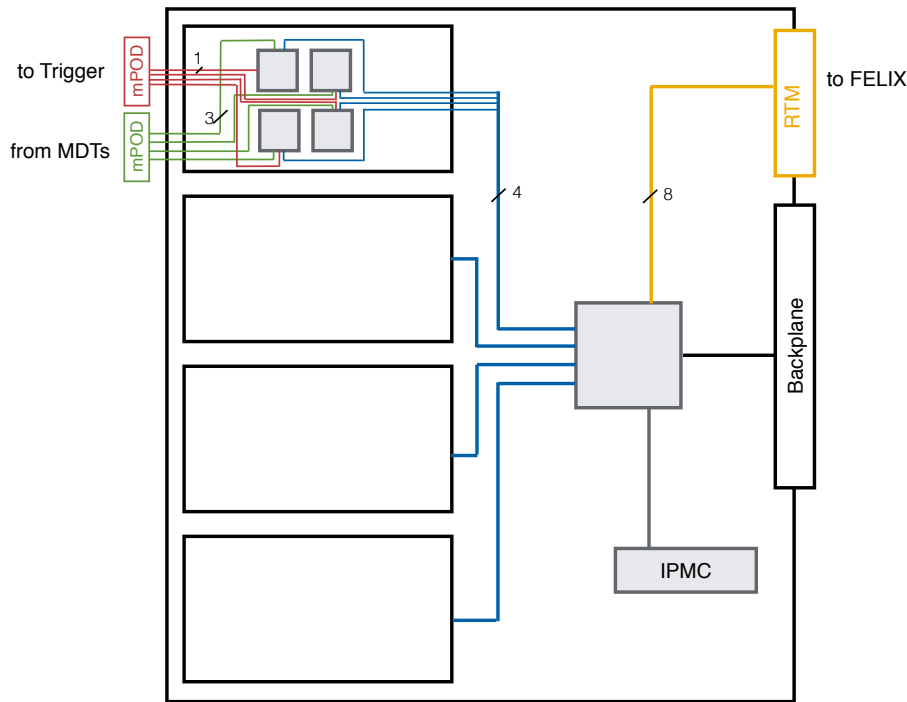 to Trigger
mPOD
1
from MDTs
mPOD
3
4
8
RTM
to FELIX
Backplane
IPMC